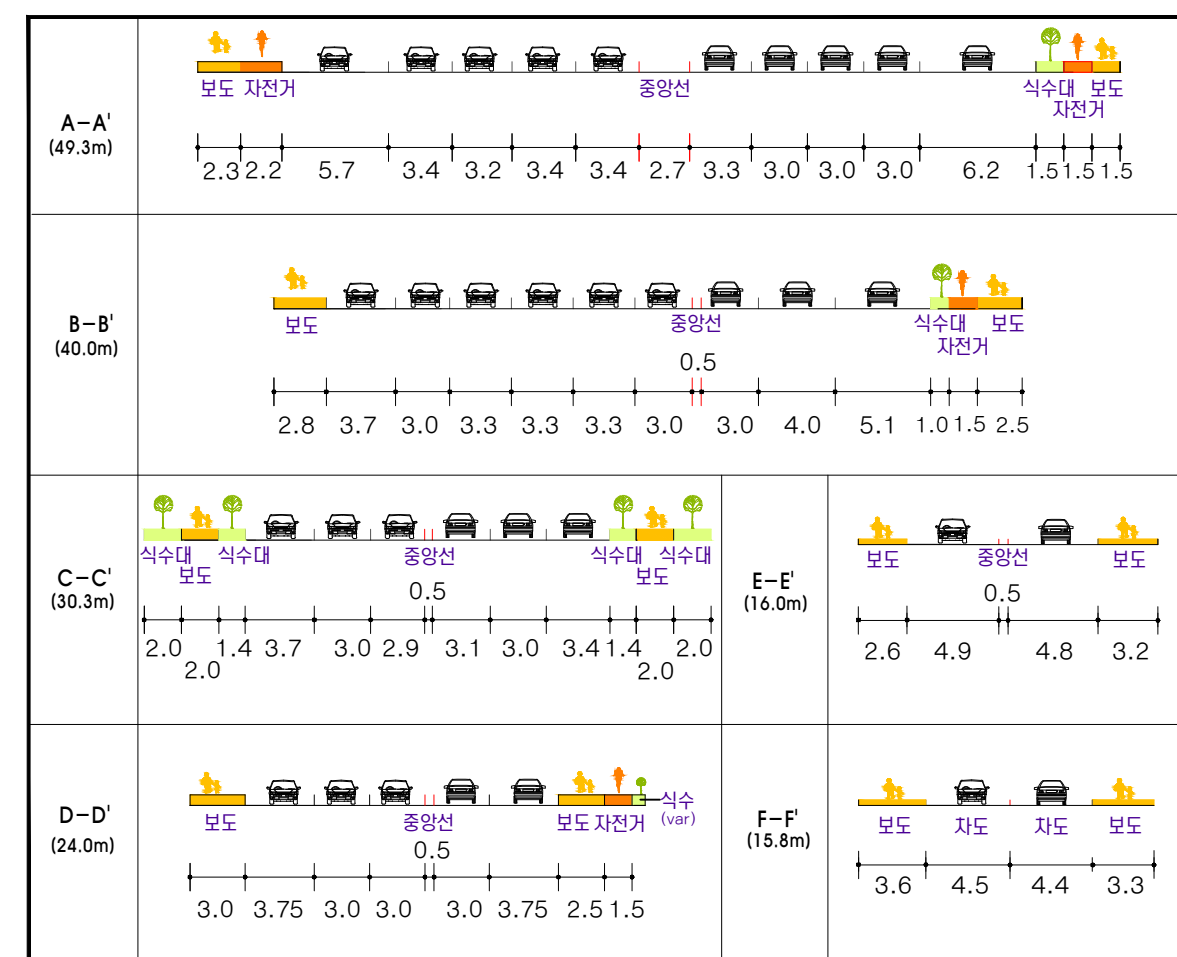 A-A'
(49.3m)
보도 자전거 중앙선 식수대 보도
자전거
2.3 2.2 5.7 3.4 3.2 3.4 3.4 2.7 3.3 3.0 3.0 3.0 6.2 1.5 1.5 1.5
B-B'
(40.0m)
보도 중앙선 식수대 보도
자전거
0.5
2.8 3.7 3.0 3.3 3.3 3.3 3.0 3.0 4.0 5.1 1.0 1.5 2.5
C-C'
(30.3m)
식수대 식수대 중앙선 식수대 식수대
보도 보도
0.5
2.0 1.4 3.7 3.0 2.9 3.1 3.0 3.4 1.4 2.0
2.0 2.0
E-E'
(16.0m)
보도 중앙선 보도
0.5
2.6 4.9 4.8 3.2
D-D'
(24.0m)
보도 중앙선 보도 자전거 식수
(var)
0.5
3.0 3.75 3.0 3.0 3.0 3.75 2.5 1.5
F-F'
(15.8m)
보도 차도 차도 보도
3.6 4.5 4.4 3.3